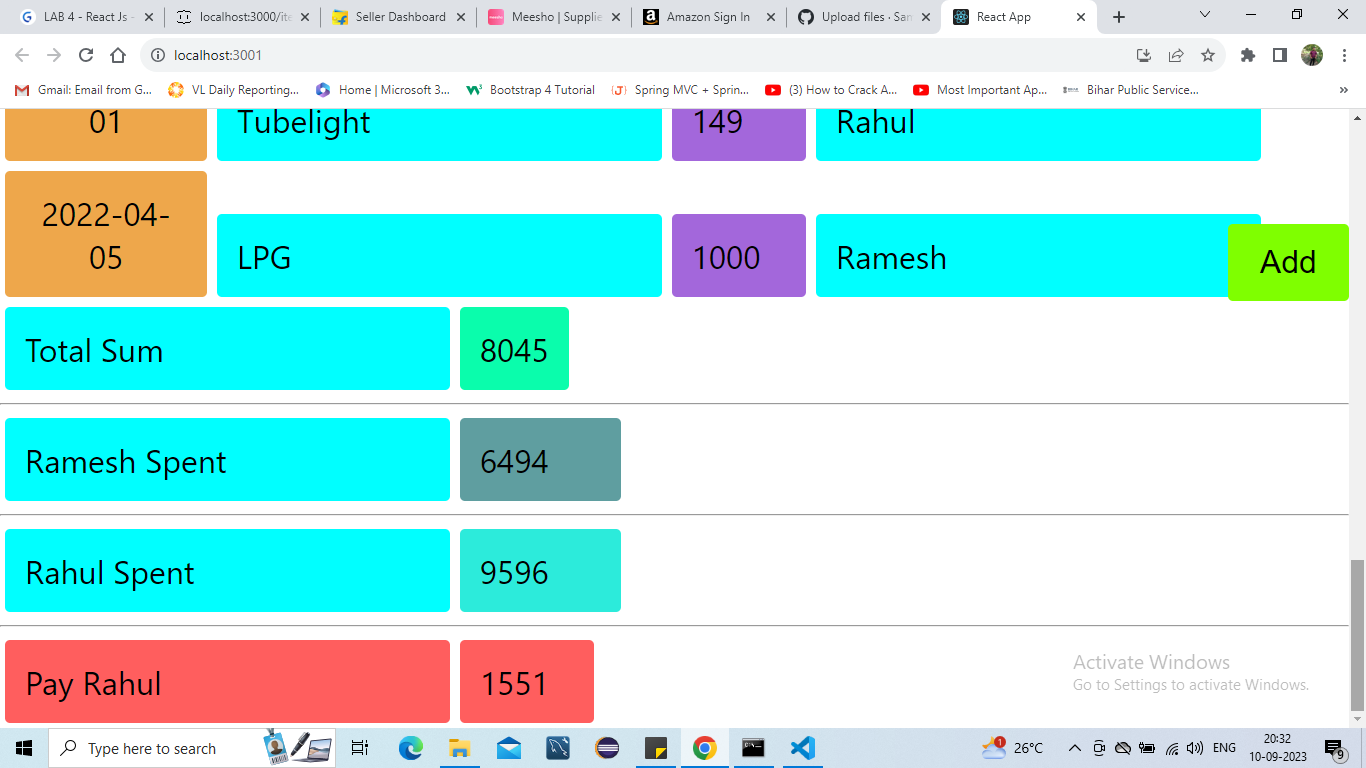 LAB 4 - React Js -
localhost:3000/ite
Seller Dashboard
Meesho | Supplie
Amazon Sign In
Upload files · San
React App
localhost:3001
Gmail: Email from G...
VL Daily Reporting...
Home | Microsoft 3...
Bootstrap 4 Tutorial
Spring MVC + Sprin...
(3) How to Crack A...
Most Important Ap...
Bihar Public Service...
»
01 Tubelight 149 Rahul
2022-04-
05 LPG 1000 Ramesh Add
Total Sum 8045
Ramesh Spent 6494
Rahul Spent 9596
Pay Rahul 1551
Activate Windows
Go to Settings to activate Windows.
Type here to search
26°C
ENG
20:32
10-09-2023
9